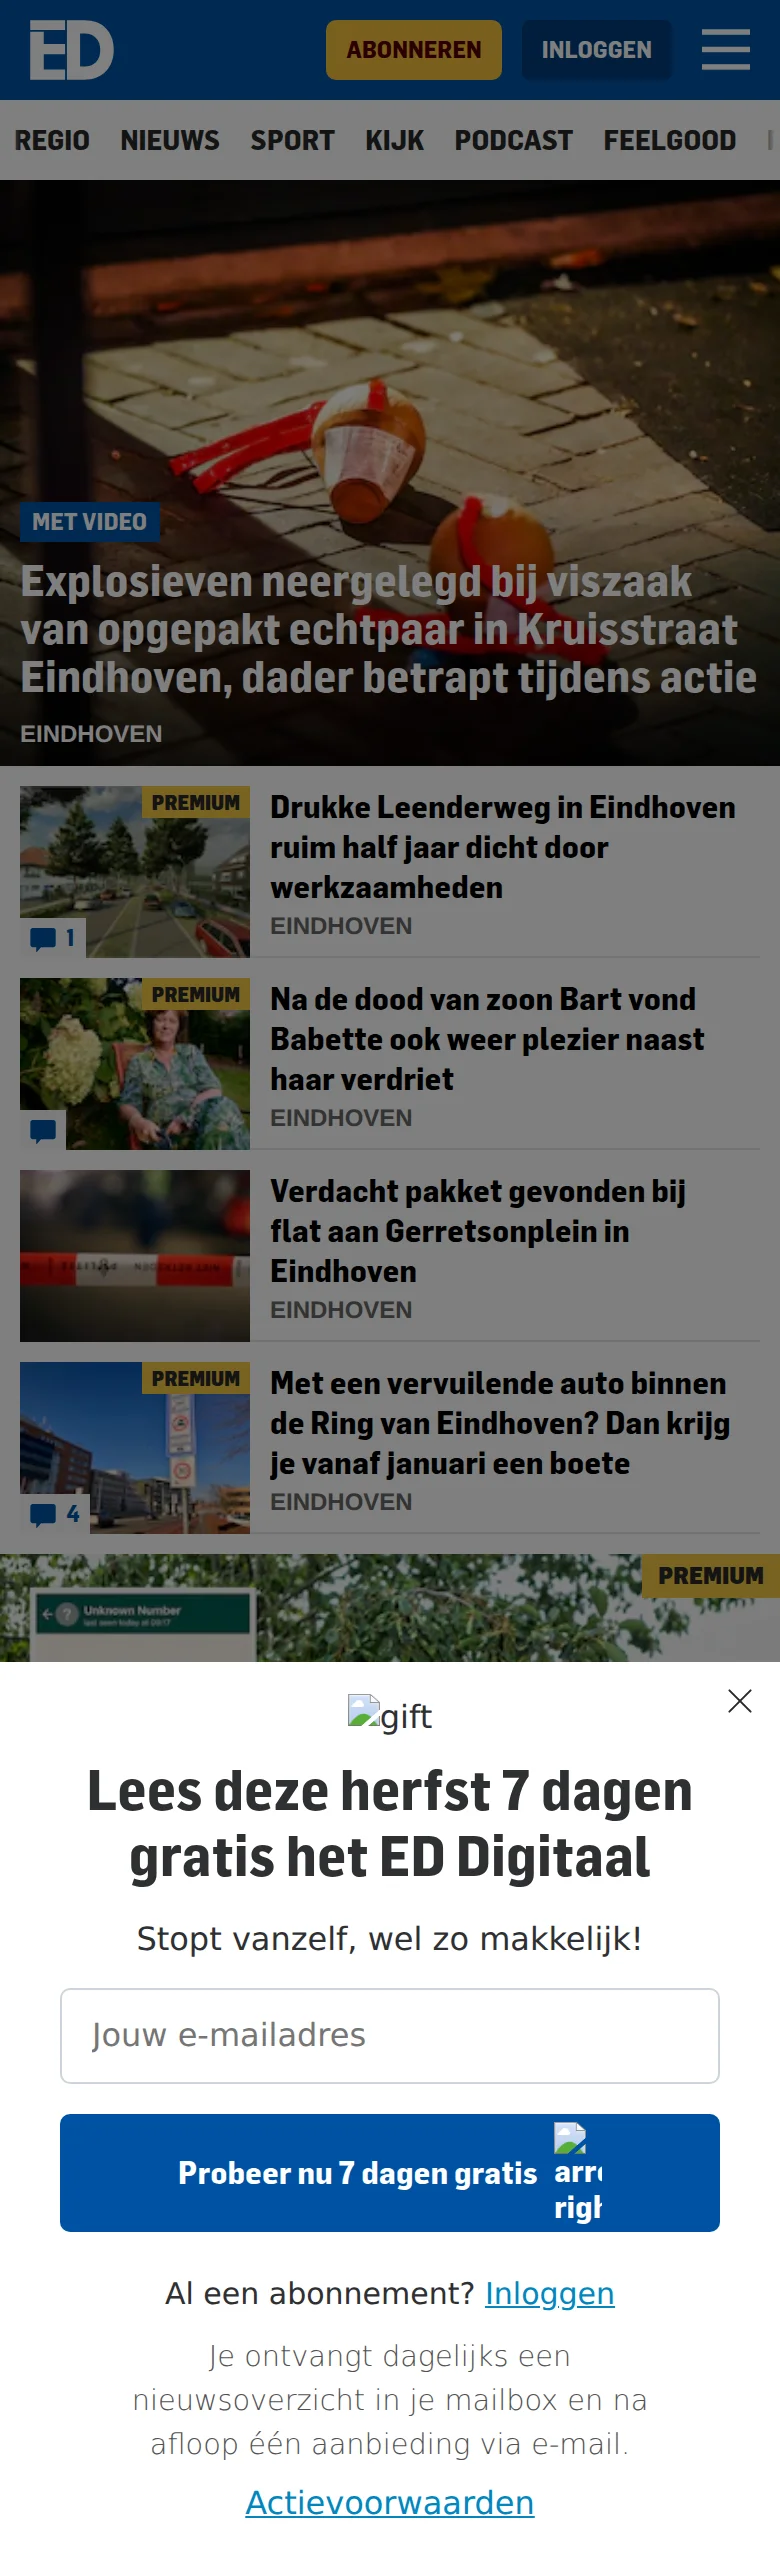 ED
ABONNEREN
INLOGGEN
REGIO NIEUWS SPORT KIJK PODCAST FEELGOOD
MET VIDEO
Explosieven neergelegd bij viszaak
van opgepakt echtpaar in Kruisstraat
Eindhoven, dader betrapt tijdens actie
EINDHOVEN
PREMIUM
1
Drukke Leenderweg in Eindhoven
ruim half jaar dicht door
werkzaamheden
EINDHOVEN
PREMIUM
Na de dood van zoon Bart vond
Babette ook weer plezier naast
haar verdriet
EINDHOVEN
Verdacht pakket gevonden bij
flat aan Gerretsonplein in
Eindhoven
EINDHOVEN
PREMIUM
4
Met een vervuilende auto binnen
de Ring van Eindhoven? Dan krijg
je vanaf januari een boete
EINDHOVEN
PREMIUM
? Unknown Number
last seen today at 09:17
gift
Lees deze herfst 7 dagen
gratis het ED Digitaal
Stopt vanzelf, wel zo makkelijk!
Jouw e-mailadres
Probeer nu 7 dagen gratis
Al een abonnement? Inloggen
Je ontvangt dagelijks een
nieuwsoverzicht in je mailbox en na
afloop één aanbieding via e-mail.
Actievoorwaarden